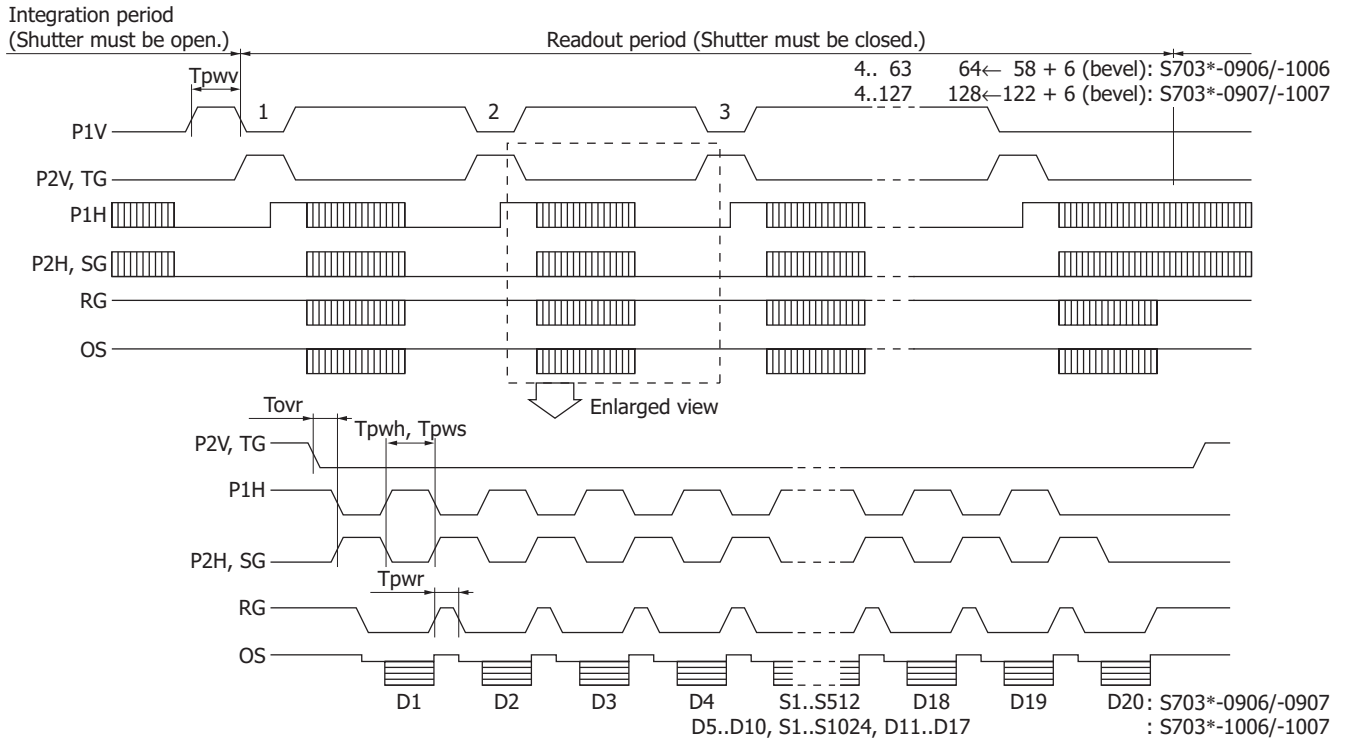 Integration period
(Shutter must be open.)
Readout period (Shutter must be closed.)
Tpwv
4.. 63 64← 58 + 6 (bevel): S703*-0906/-1006
4..127 128←122 + 6 (bevel): S703*-0907/-1007
1 2 3
P1V
P2V, TG
P1H
P2H, SG
RG
OS
Enlarged view
Tovr
Tpwh, Tpws
P2V, TG
P1H
P2H, SG
Tpwr
RG
OS
D1 D2 D3 D4 S1..S512 D18 D19 D20 : S703*-0906/-0907
D5..D10, S1..S1024, D11..D17 : S703*-1006/-1007